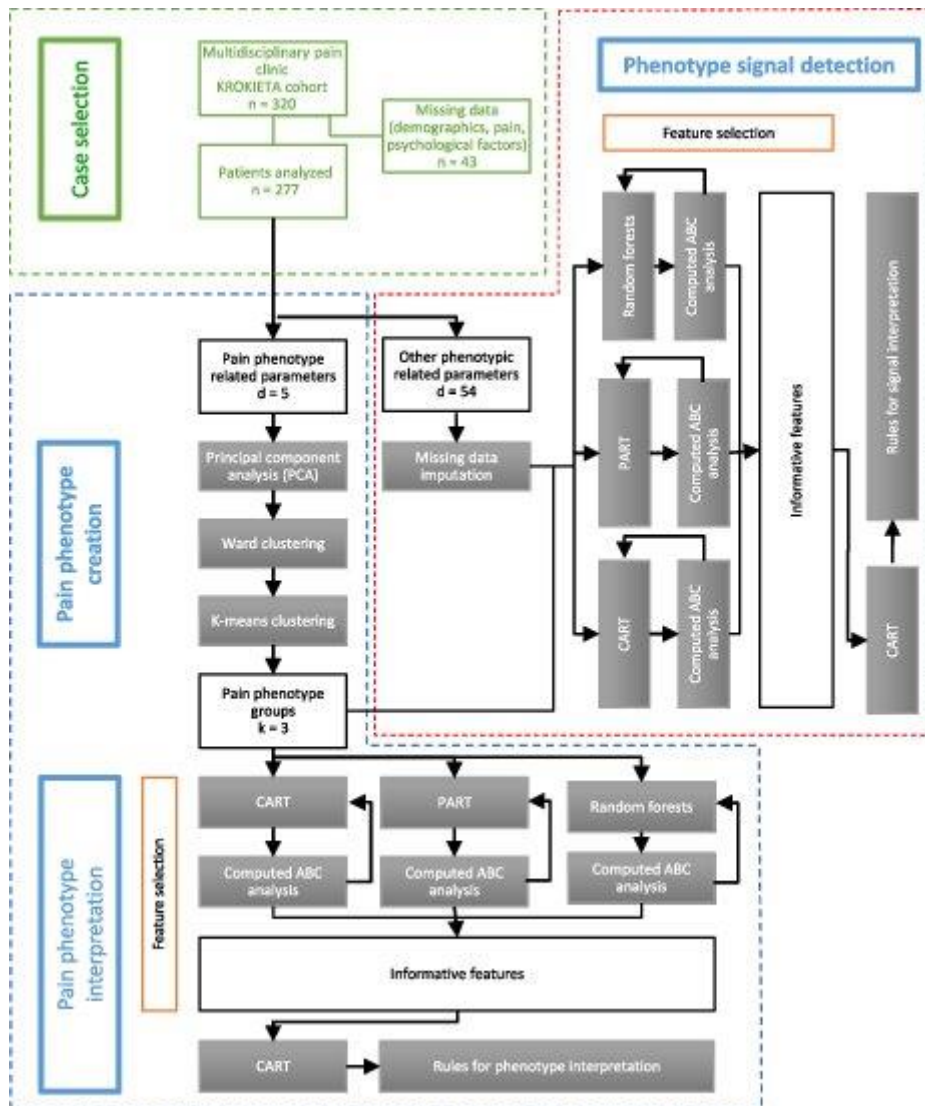 Case selection
Multidisciplinary pain
clinic
KROKIETA cohort
n = 320
Missing data
(demographics, pain,
psychological factors)
n = 43
Patients analyzed
n = 277
Phenotype signal detection
Feature selection
Random forests
Computed ABC
analysis
PART
Computed ABC
analysis
CART
Computed ABC
analysis
Informative features
Rules for signal interpretation
CART
Pain phenotype
creation
Pain phenotype
related parameters
d = 5
Other phenotypic
related parameters
d = 54
Principal component
analysis (PCA)
Missing data
imputation
Ward clustering
K-means clustering
Pain phenotype
groups
k = 3
Pain phenotype
interpretation
Feature selection
CART
PART
Random forests
Computed ABC
analysis
Computed ABC
analysis
Computed ABC
analysis
Informative features
CART
Rules for phenotype interpretation